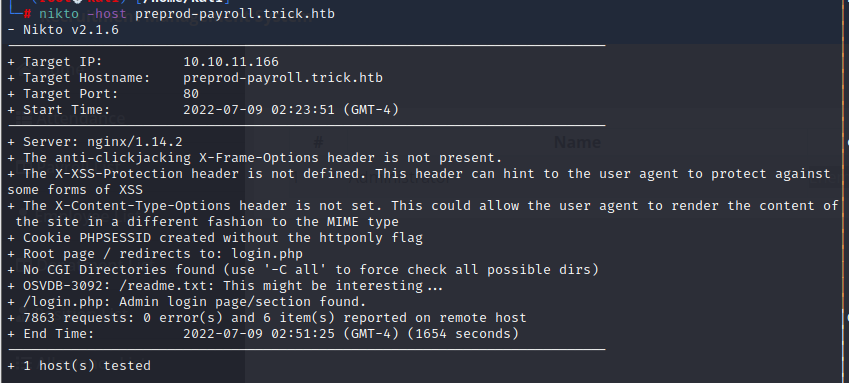 # nikto -host preprod-payroll.trick.htb
- Nikto v2.1.6
+ Target IP: 10.10.11.166
+ Target Hostname: preprod-payroll.trick.htb
+ Target Port: 80
+ Start Time: 2022-07-09 02:23:51 (GMT-4)
+ Server: nginx/1.14.2
+ The anti-clickjacking X-Frame-Options header is not present.
+ The X-XSS-Protection header is not defined. This header can hint to the user agent to protect against
some forms of XSS
+ The X-Content-Type-Options header is not set. This could allow the user agent to render the content of
the site in a different fashion to the MIME type
+ Cookie PHPSESSID created without the httponly flag
+ Root page / redirects to: login.php
+ No CGI Directories found (use '-C all' to force check all possible dirs)
+ OSVDB-3092: /readme.txt: This might be interesting...
+ /login.php: Admin login page/section found.
+ 7863 requests: 0 error(s) and 6 item(s) reported on remote host
+ End Time: 2022-07-09 02:51:25 (GMT-4) (1654 seconds)
+ 1 host(s) tested
# Name